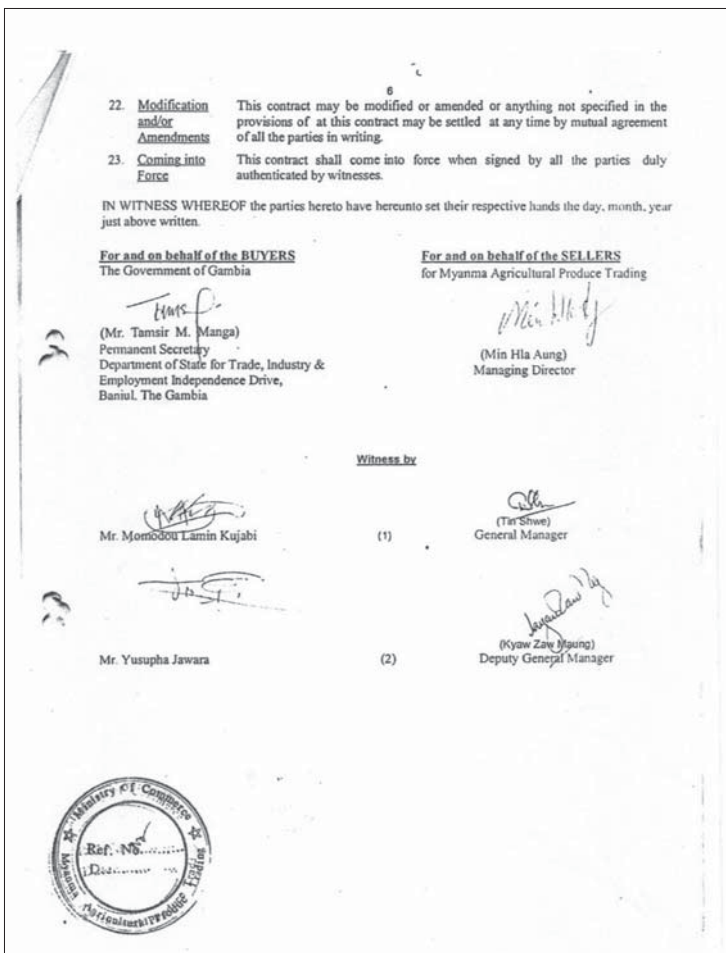 6
22. Modification and/or Amendments This contract may be modified or amended or anything not specified in the
provisions of at this contract may be settled at any time by mutual agreement
of all the parties in writing.
23. Coming into Force This contract shall come into force when signed by all the parties duly
authenticated by witnesses.
IN WITNESS WHEREOF the parties hereto have hereunto set their respective hands the day, month, year
just above written.
For and on behalf of the BUYERS
The Government of Gambia
(Mr. Tamsir M. Manga)
Permanent Secretary
Department of State for Trade, Industry &
Employment Independence Drive,
Banjul, The Gambia
For and on behalf of the SELLERS
for Myanma Agricultural Produce Trading
(Min Hla Aung)
Managing Director
Witness by
Mr. Momodou Lamin Kujabi (1) (Tin Shwe)
General Manager
Mr. Yusupha Jawara (2) (Kyaw Zaw Maung)
Deputy General Manager
Ministry Of Commerce
Myanma Agricultural Produce Trading
Ref. No.